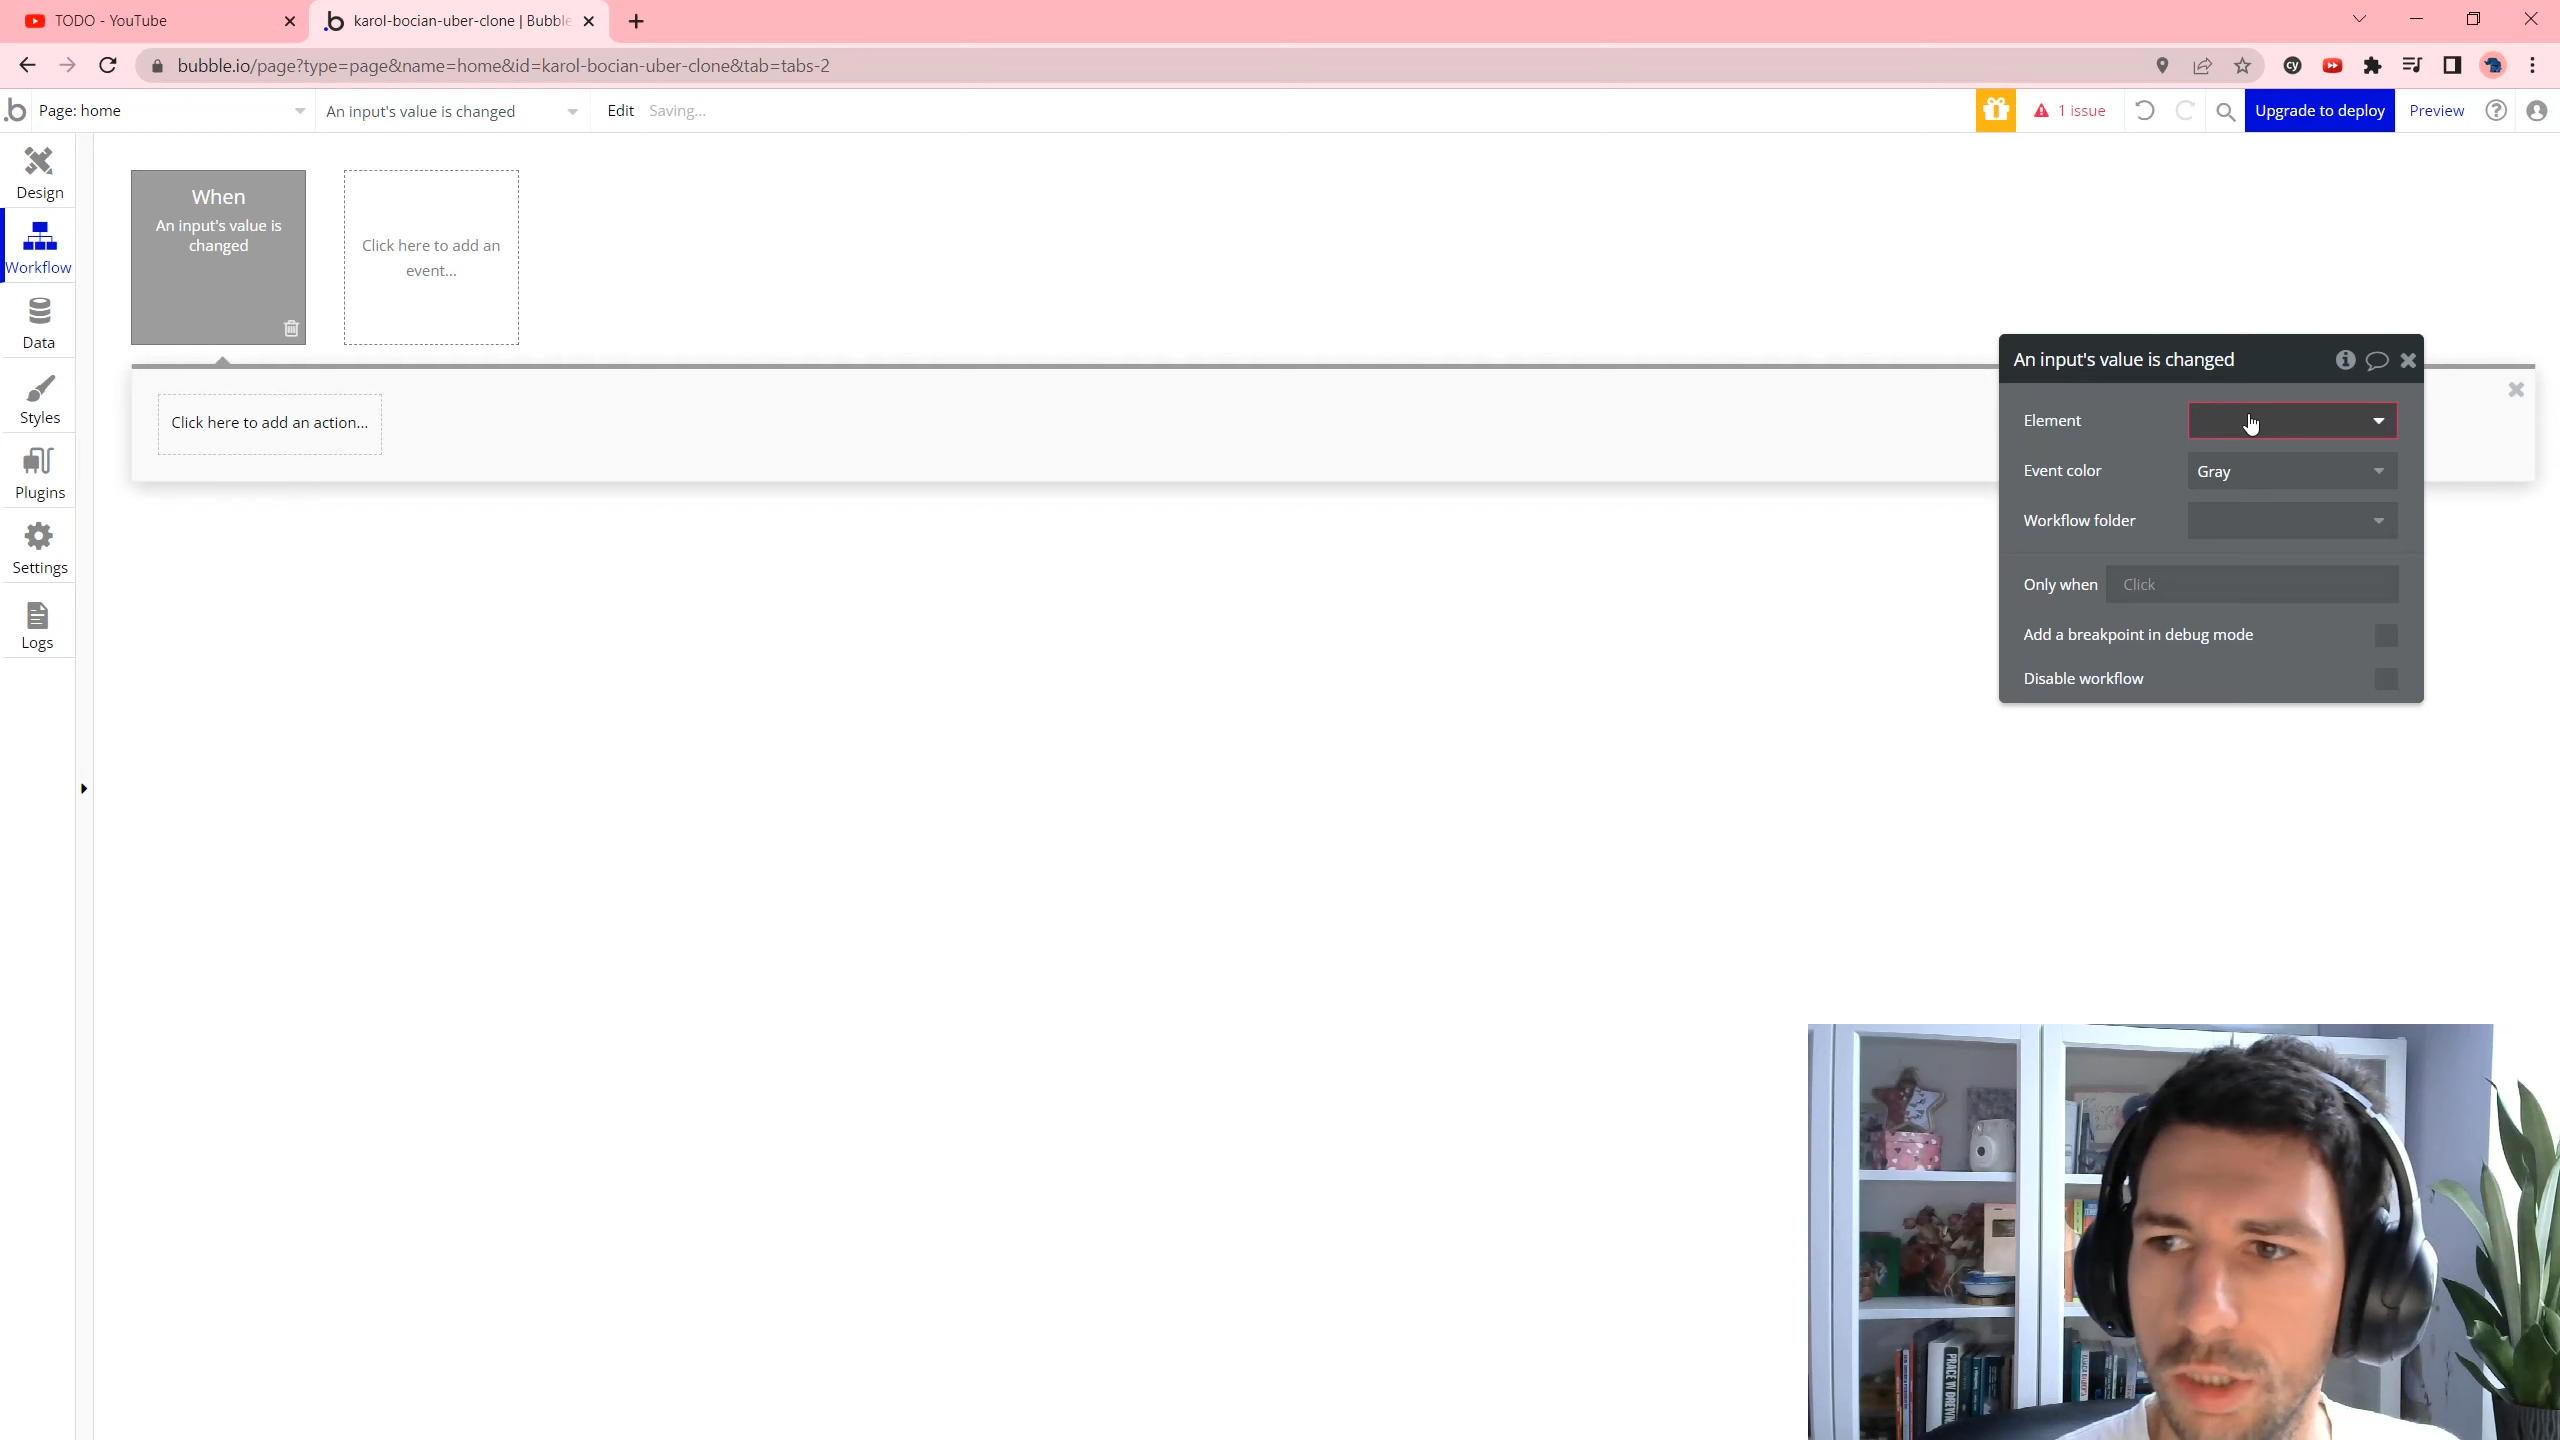 TODO - YouTube
karol-bocian-uber-clone | Bubble
bubble.io/page?type=page&name=home&id=karol-bocian-uber-clone&tab=tabs-2
Page: home
An input's value is changed
Edit
Saving...
1 issue
Upgrade to deploy
Preview
Design
Workflow
Data
Styles
Plugins
Settings
Logs
When
An input's value is
changed
Click here to add an
event...
Click here to add an action...
An input's value is changed
Element
Event color
Gray
Workflow folder
Only when
Click
Add a breakpoint in debug mode
Disable workflow